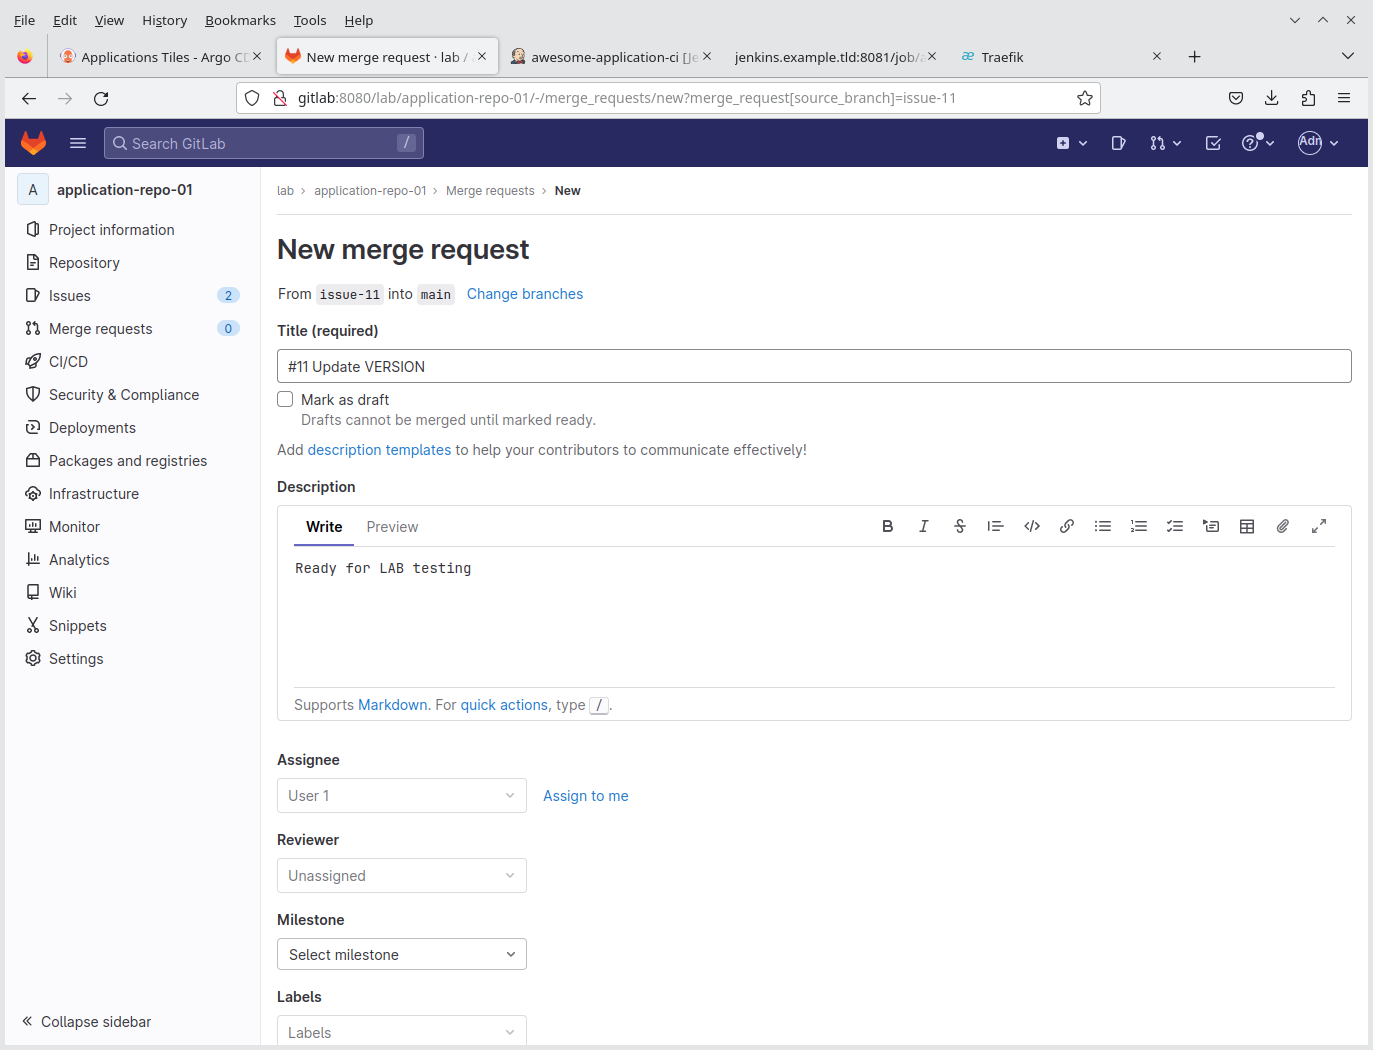 File Edit View History Bookmarks Tools Help
Applications Tiles - Argo CD
New merge request · lab /
awesome-application-ci [Je
jenkins.example.tld:8081/job/a
Traefik
gitlab:8080/lab/application-repo-01/-/merge_requests/new?merge_request[source_branch]=issue-11
Search GitLab /
Adn
A application-repo-01
Project information
Repository
Issues 2
Merge requests 0
CI/CD
Security & Compliance
Deployments
Packages and registries
Infrastructure
Monitor
Analytics
Wiki
Snippets
Settings
Collapse sidebar
lab › application-repo-01 › Merge requests › New
New merge request
From issue-11 into main Change branches
Title (required)
#11 Update VERSION
Mark as draft
Drafts cannot be merged until marked ready.
Add description templates to help your contributors to communicate effectively!
Description
Write Preview
Ready for LAB testing
Supports Markdown. For quick actions, type /.
Assignee
User 1 Assign to me
Reviewer
Unassigned
Milestone
Select milestone
Labels
Labels